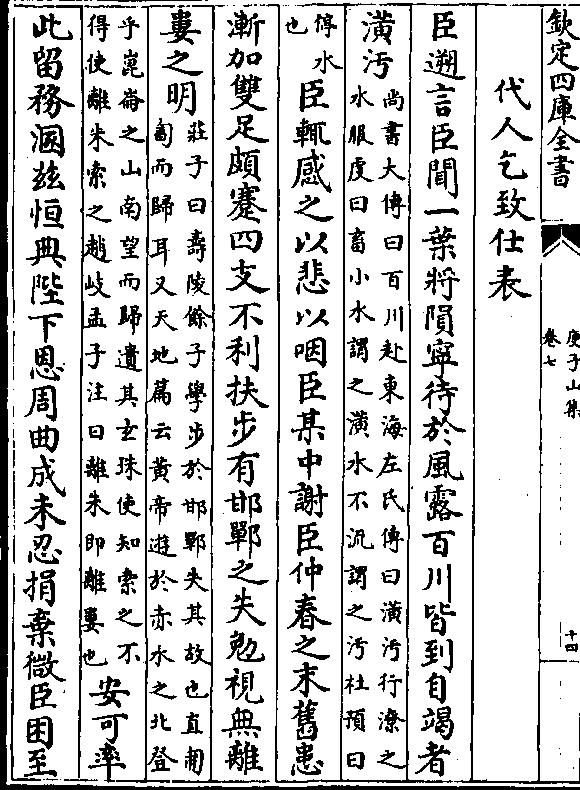 欽定四庫全書
庾子山集
卷七
十四
代人乞致仕表
臣遡言臣聞一葉將隕寧待於風露百川皆到自竭者
潢汚尚書大傳曰百川赴東海左氏傳曰潢汚行潦之
水服䖍曰畜小水謂之潢水不流謂之汚杜預曰
停水
也臣輒感之以悲以咽臣某中謝臣仲春之末舊患
漸加雙足頗蹇四支不利扶步有邯鄲之失勉視無離
婁之明莊子曰壽陵餘子學步於邯鄲失其故也直匍
匐而歸耳又天地篇云黄帝遊於赤水之北登
乎崑崙之山南望而歸遺其玄珠使知索之不
得使離朱索之趙岐孟子注曰離朱即離婁也安可率
此留務溷兹恒典陛下恩周曲成未忍捐棄微臣困至